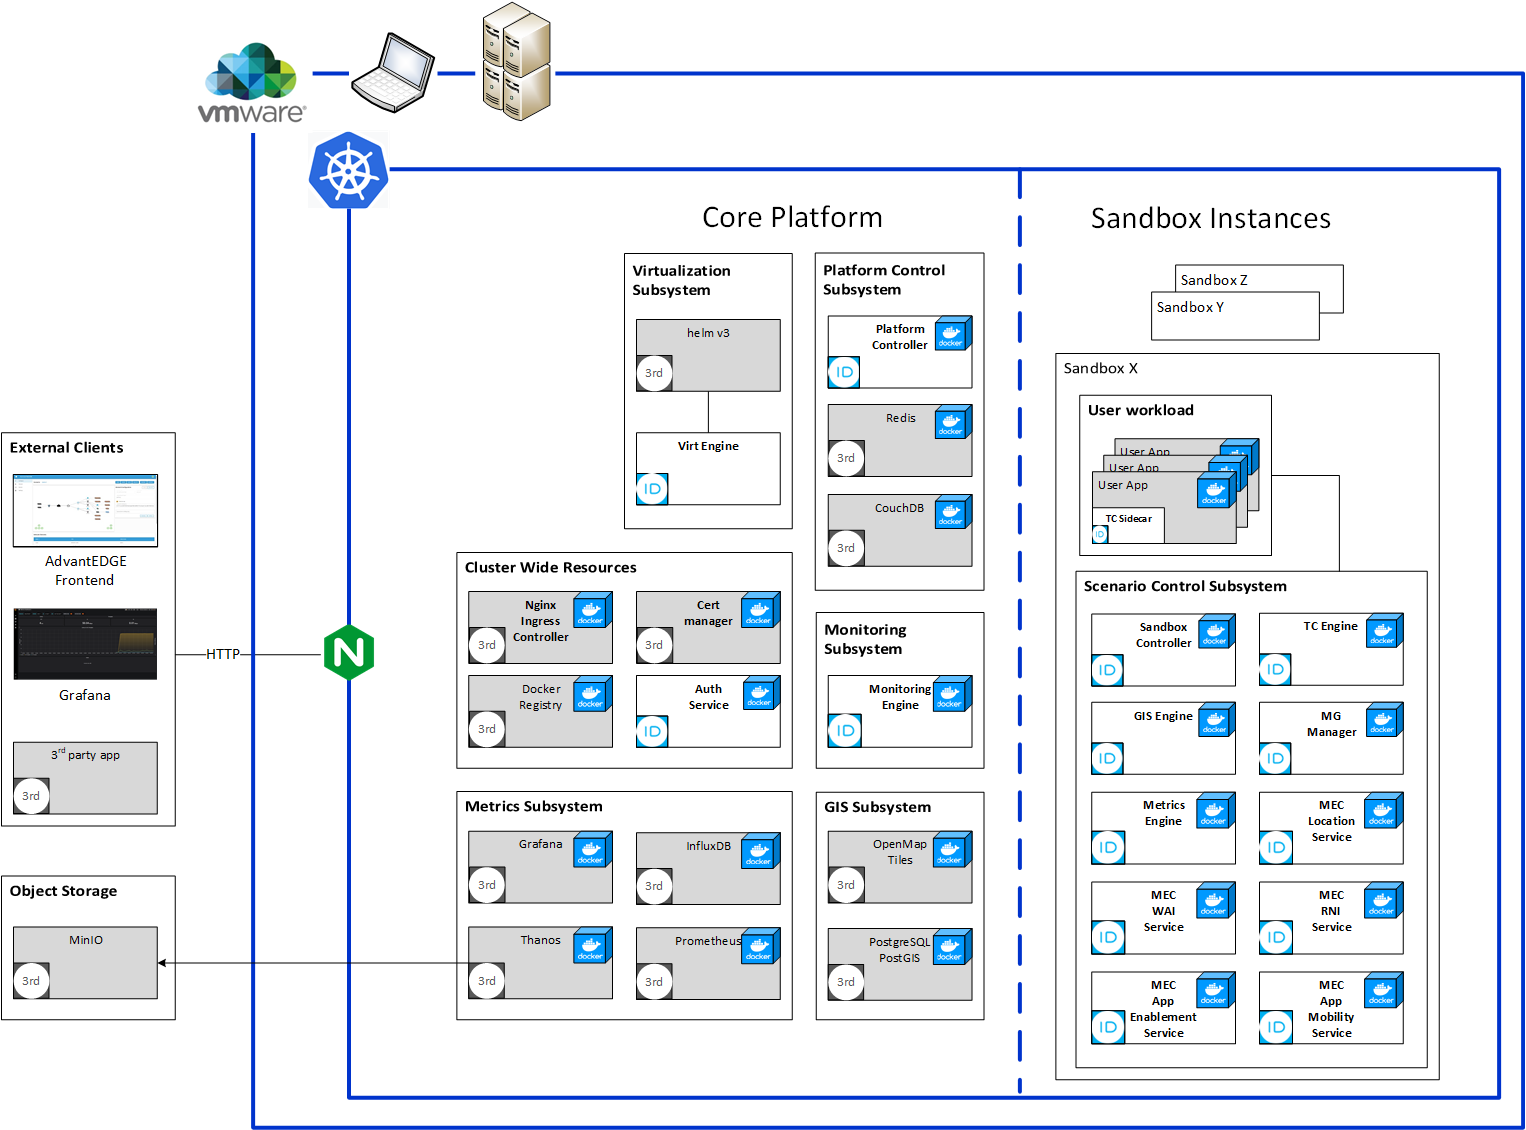 vmware®
Core Platform
Sandbox Instances
Virtualization
Subsystem
helm v3
3rd
Virt Engine
ID
Platform Control
Subsystem
Platform
Controller
docker
ID
Redis
docker
3rd
CouchDB
docker
3rd
Sandbox Z
Sandbox Y
Sandbox X
User workload
User App
User App
User App
docker
TC Sidecar
ID
External Clients
AdvantEDGE
Frontend
Grafana
3rd party app
3rd
HTTP
N
Cluster Wide Resources
Nginx
Ingress
Controller
docker
3rd
Cert
manager
docker
3rd
Docker
Registry
docker
3rd
Auth
Service
docker
ID
Monitoring
Subsystem
Monitoring
Engine
docker
ID
Scenario Control Subsystem
Sandbox
Controller
docker
ID
TC Engine
docker
ID
GIS Engine
docker
ID
MG
Manager
docker
ID
Metrics
Engine
docker
ID
MEC
Location
Service
docker
ID
MEC
WAI
Service
docker
ID
MEC
RNI
Service
docker
ID
MEC
App
Enablement
Service
docker
ID
MEC
App
Mobility
Service
docker
ID
Metrics Subsystem
Grafana
docker
3rd
InfluxDB
docker
3rd
Thanos
docker
3rd
Prometheus
docker
3rd
GIS Subsystem
OpenMap
Tiles
docker
3rd
PostgreSQL
PostGIS
docker
3rd
Object Storage
MinIO
3rd